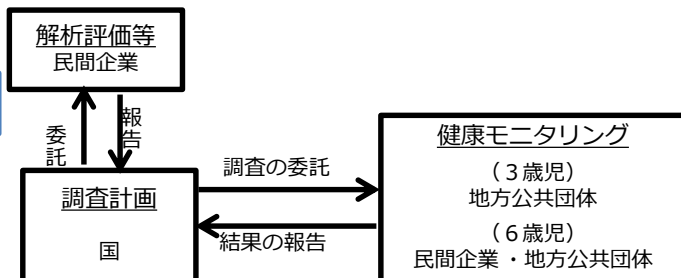 解析評価等
民間企業
委託
報告
調査計画
国
調査の委託
結果の報告
健康モニタリング
（３歳児）
地方公共団体
（６歳児）
民間企業・地方公共団体